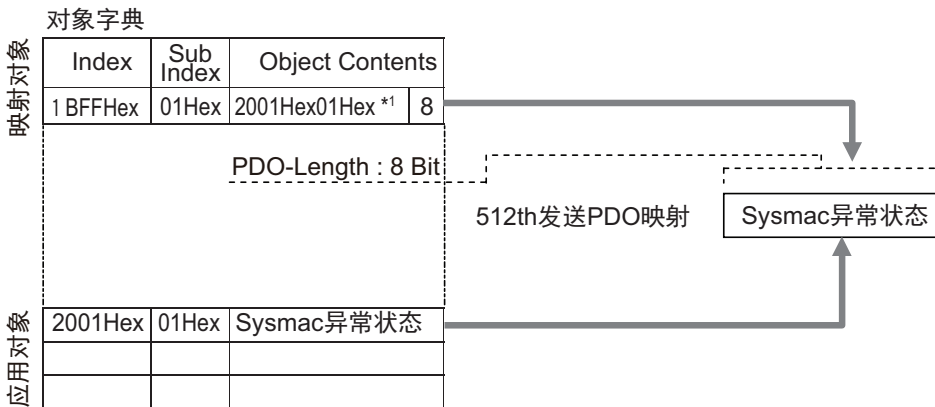 对象字典
映射对象
Index Sub Index Object Contents
1 BFFHex 01Hex 2001Hex01Hex *1 8
PDO-Length : 8 Bit
512th发送PDO映射 Sysmac异常状态
应用对象
2001Hex 01Hex Sysmac异常状态